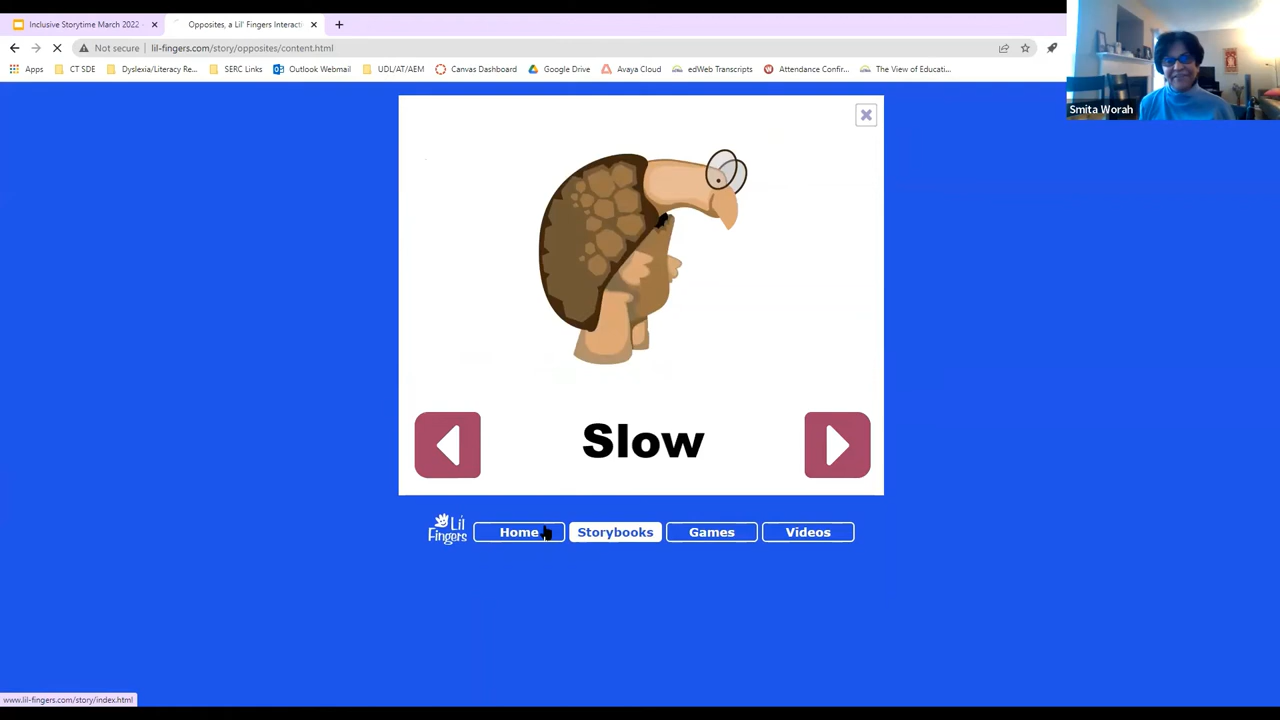 Inclusive Storytime March 2022 -
Opposites, a Lil' Fingers Interacti
Not secure
lil-fingers.com/story/opposites/content.html
Apps
CT SDE
Dyslexia/Literacy Re...
SERC Links
Outlook Webmail
UDL/AT/AEM
Canvas Dashboard
Google Drive
Avaya Cloud
edWeb Transcripts
Attendance Confir...
The View of Educati...
Smita Worah
Slow
Lil'
Fingers
Home
Storybooks
Games
Videos
www.lil-fingers.com/story/index.html